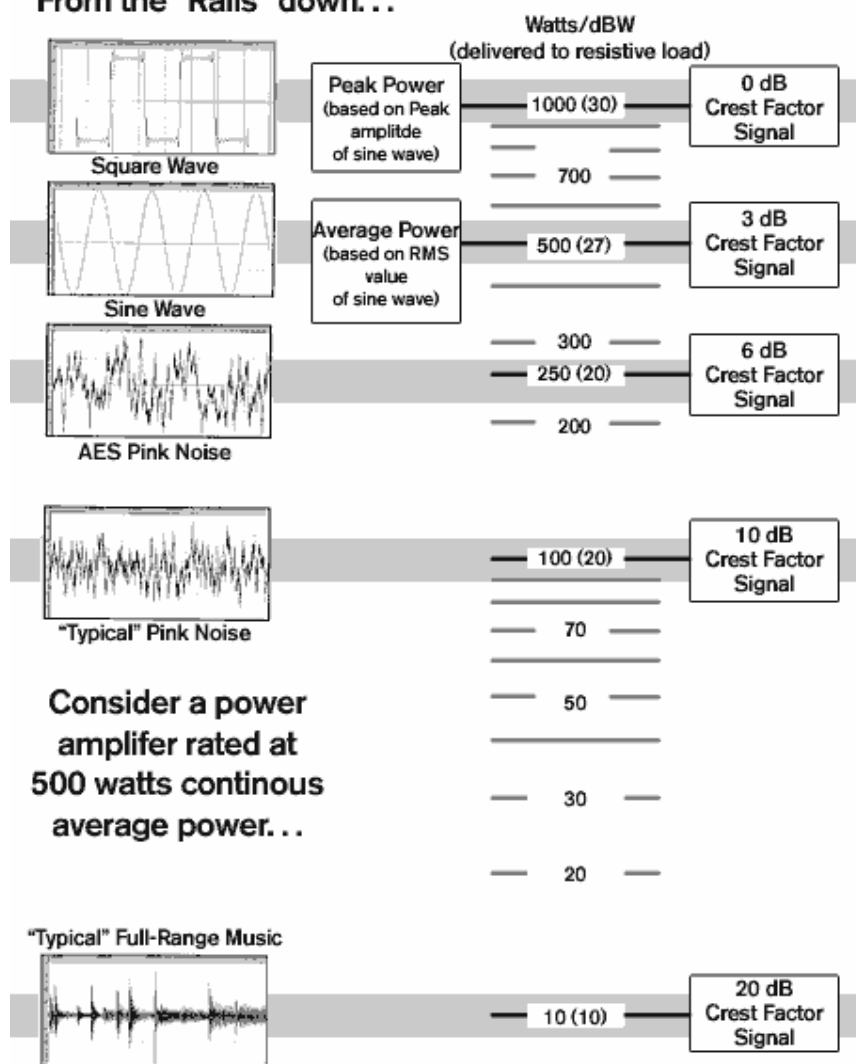 From the "Rails" down...
Watts/dBW
(delivered to resistive load)
Peak Power
(based on Peak
amplitde
of sine wave)
1000 (30)
0 dB
Crest Factor
Signal
Square Wave
700
Average Power
(based on RMS
value
of sine wave)
500 (27)
3 dB
Crest Factor
Signal
Sine Wave
300
250 (20)
6 dB
Crest Factor
Signal
200
AES Pink Noise
100 (20)
10 dB
Crest Factor
Signal
"Typical" Pink Noise
70
Consider a power
amplifer rated at
500 watts continous
average power...
50
30
20
"Typical" Full-Range Music
10 (10)
20 dB
Crest Factor
Signal